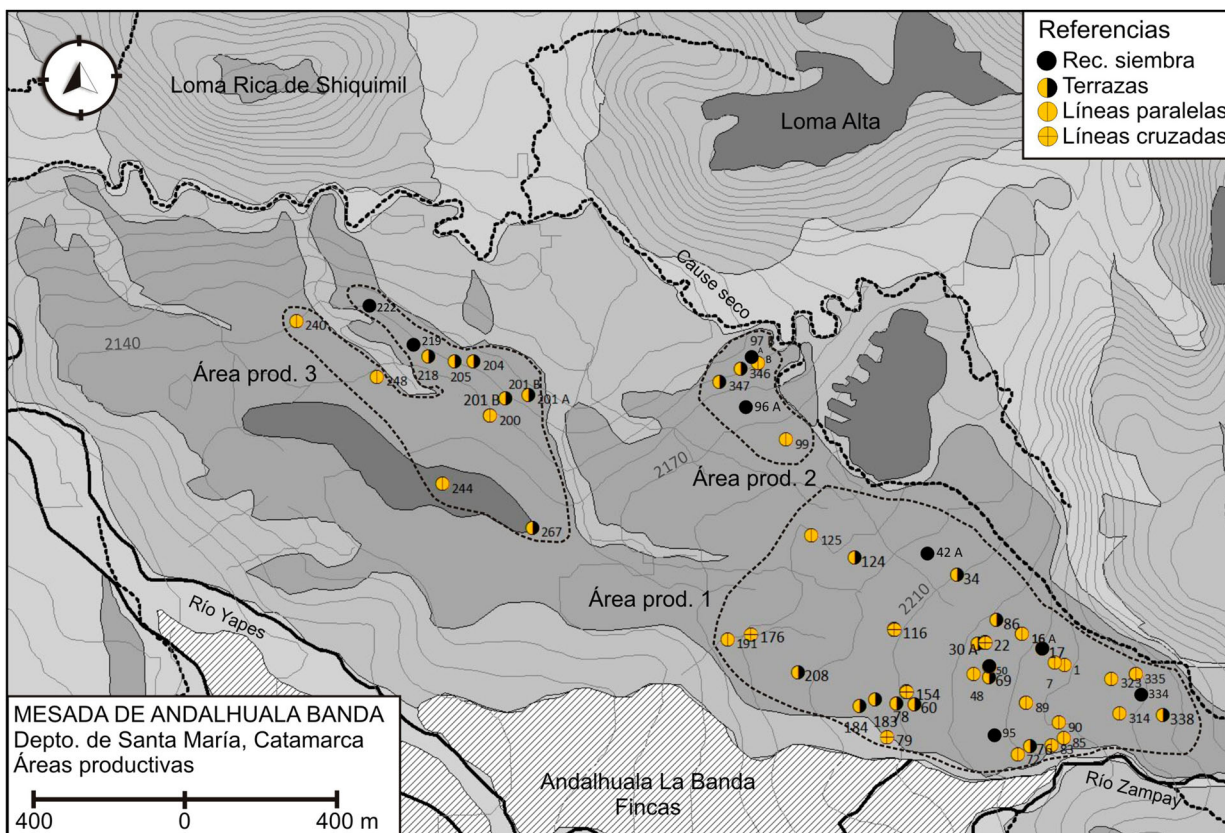 Loma Rica de Shiquimil
Loma Alta
Referencias
Rec. siembra
Terrazas
Líneas paralelas
Líneas cruzadas
Cause seco
222
240
219
2140
Área prod. 3
248
218
205
204
201 B
201 B
201 A
200
244
267
97 B
A
B
346
347
96 A
99
2170
Área prod. 2
125
124
42 A
34
2210
Área prod. 1
86
176
191
116
16 A
30 A
22
17
50
69
1
7
48
208
323
335
334
154
89
314
338
184
183
78
60
90
95
79
76
83
85
77
Río Yapes
Río Zampay
Andalhuala La Banda
Fincas
MESADA DE ANDALHUALA BANDA
Depto. de Santa María, Catamarca
Áreas productivas
400 0 400 m